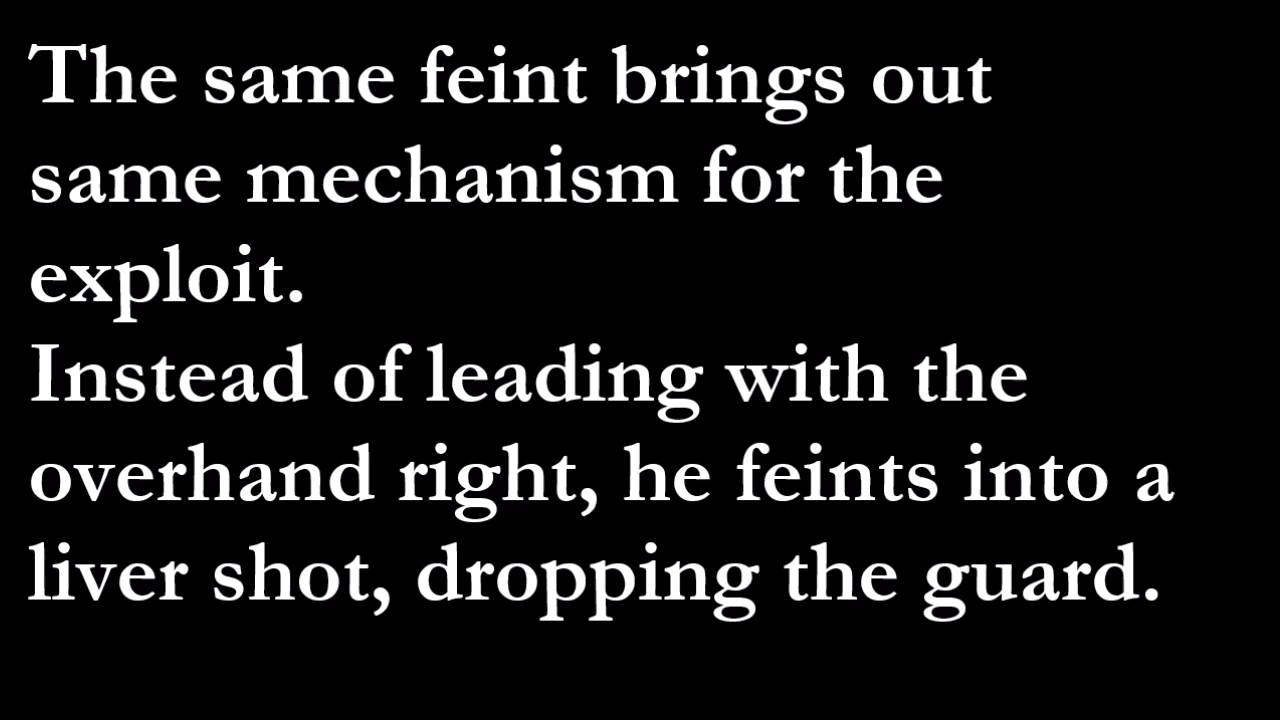 The same feint brings out
same mechanism for the
exploit.
Instead of leading with the
overhand right, he feints into a
liver shot, dropping the guard.